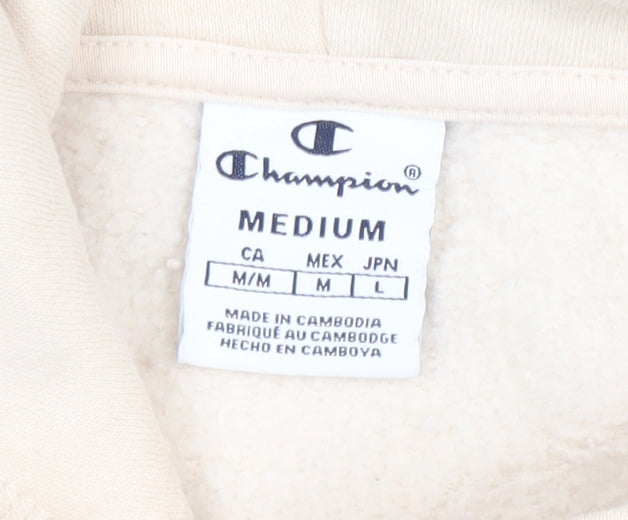 Champion®
MEDIUM
CA MEX JPN
M/M M L
MADE IN CAMBODIA
FABRIQUÉ AU CAMBODGE
HECHO EN CAMBOYA